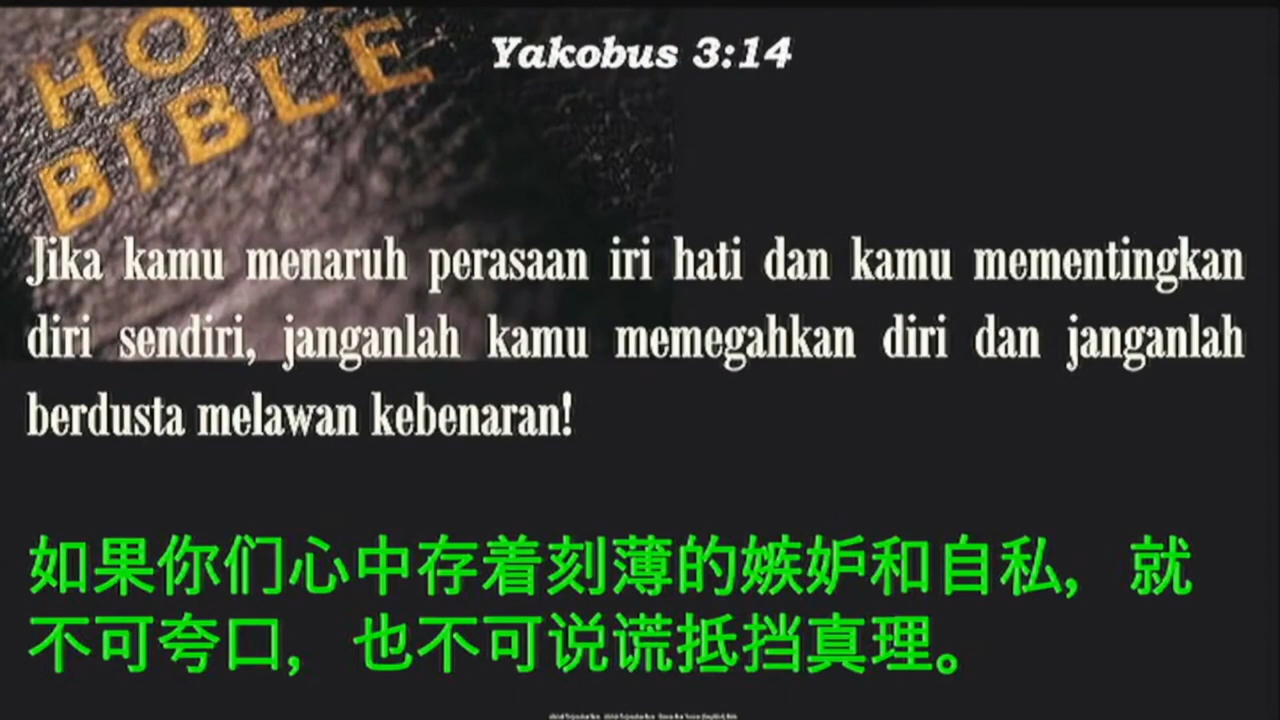 HOL
BIBLE
Yakobus 3:14
Jika kamu menaruh perasaan iri hati dan kamu mementingkan
diri sendiri, janganlah kamu memegahkan diri dan janganlah
berdusta melawan kebenaran!
如果你们心中存着刻薄的嫉妒和自私，就
不可夸口，也不可说谎抵挡真理。